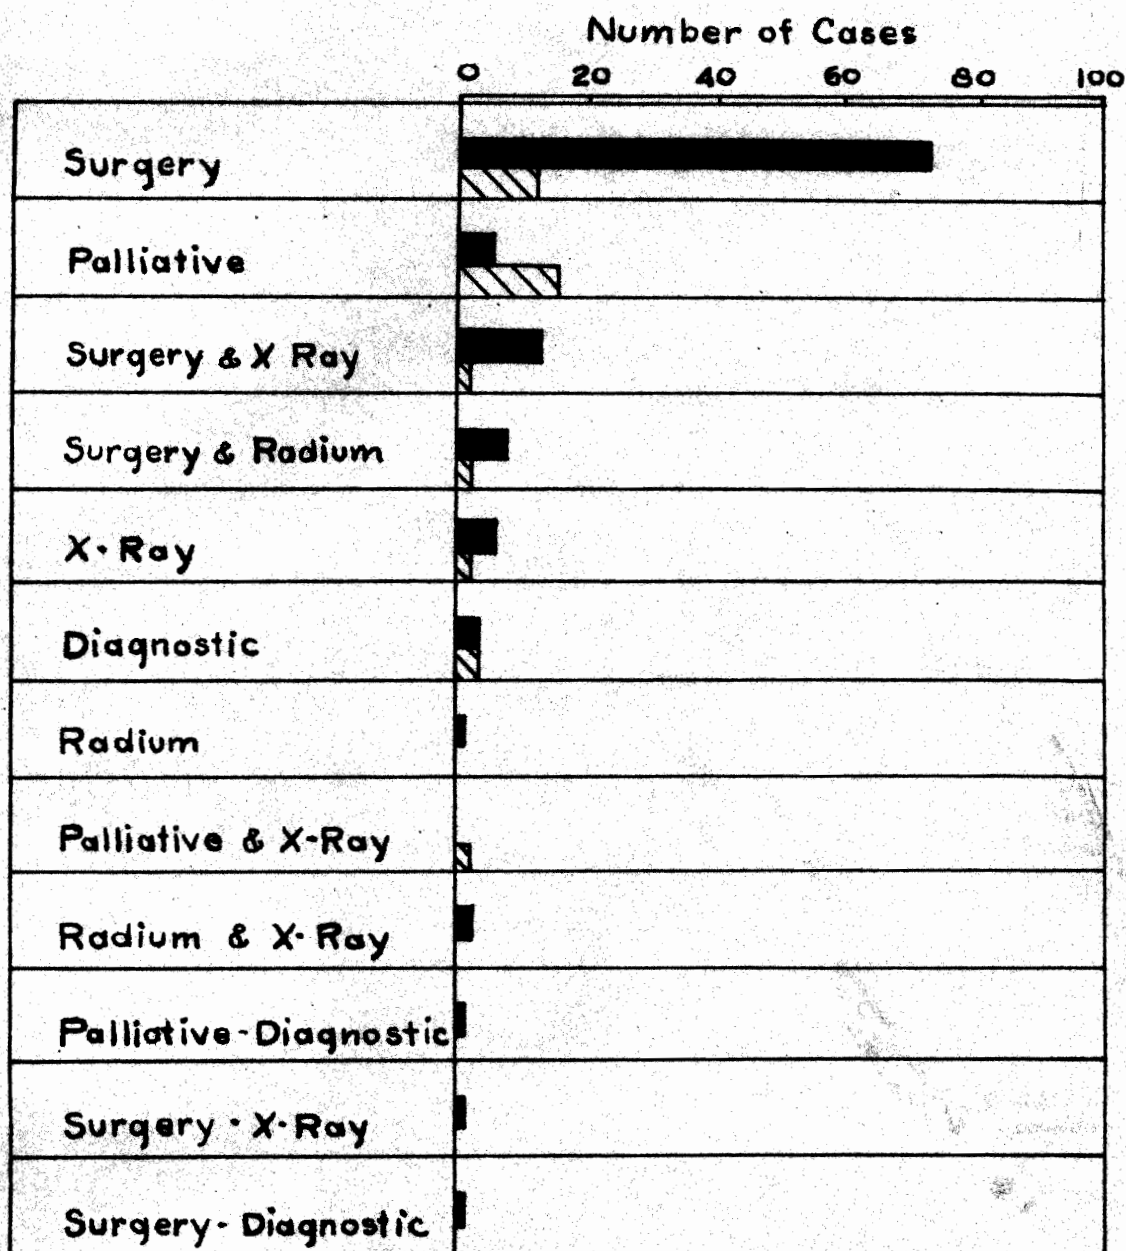 Number of Cases
0 20 40 60 80 100
Surgery
Palliative
Surgery & X Ray
Surgery & Radium
X-Ray
Diagnostic
Radium
Palliative & X-Ray
Radium & X-Ray
Palliative-Diagnostic
Surgery - X-Ray
Surgery-Diagnostic